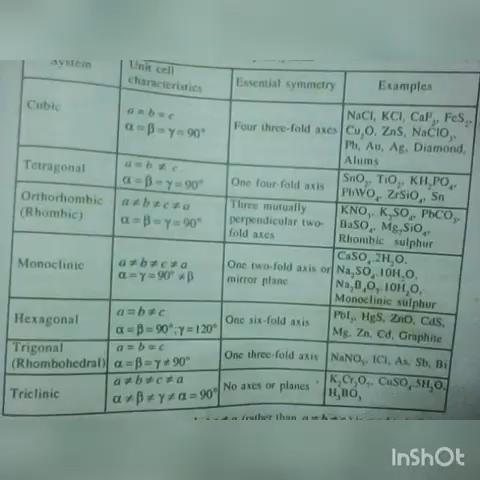 System
Unit cell
characteristics
Essential symmetry
Examples
Cubic
a = b = c
α = β = γ = 90°
Four three-fold axes
NaCl, KCl, CaF₂, FeS₂,
Cu₂O, ZnS, NaClO₃,
Pb, Au, Ag, Diamond,
Alums
Tetragonal
a = b ≠ c
α = β = γ = 90°
One four-fold axis
SnO₂, TiO₂, KH₂PO₄,
PbWO₄, ZrSiO₄, Sn
Orthorhombic
(Rhombic)
a ≠ b ≠ c ≠ a
α = β = γ = 90°
Three mutually
perpendicular two-
fold axes
KNO₃, K₂SO₄, PbCO₃,
BaSO₄, Mg₂SiO₄,
Rhombic sulphur
Monoclinic
a ≠ b ≠ c ≠ a
α = γ = 90° ≠ β
One two-fold axis or
mirror plane
CaSO₄.2H₂O,
Na₂SO₄.10H₂O,
Na₂B₄O₇.10H₂O,
Monoclinic sulphur
Hexagonal
a = b ≠ c
α = β = 90°; γ = 120°
One six-fold axis
PbI₂, HgS, ZnO, CdS,
Mg, Zn, Cd, Graphite
Trigonal
(Rhombohedral)
a = b = c
α = β = γ ≠ 90°
One three-fold axis
NaNO₃, ICl, As, Sb, Bi
Triclinic
a ≠ b ≠ c ≠ a
α ≠ β ≠ γ ≠ α = 90°
No axes or planes
K₂Cr₂O₇, CuSO₄.5H₂O,
H₃BO₃
(rather than a ≠ b ≠ c)
InShOt